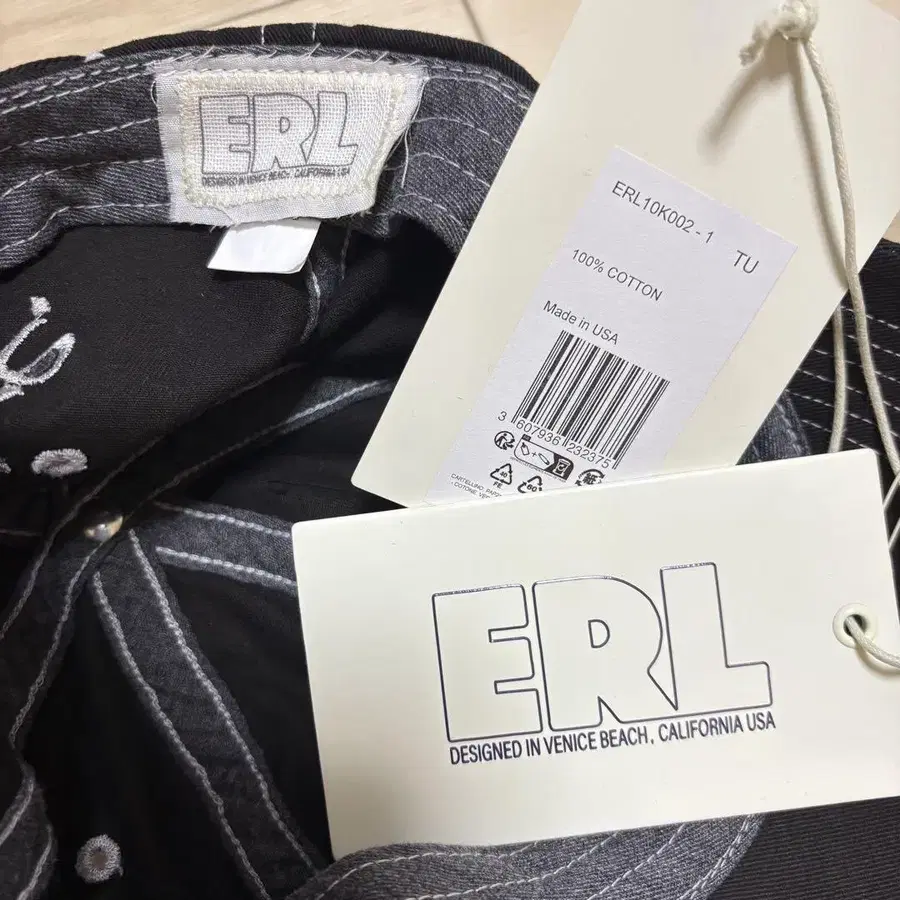 ERL
DESIGNED IN VENICE BEACH, CALIFORNIA USA
ERL10K002 - 1
TU
100% COTTON
Made in USA
3 607936 232375
ERL
DESIGNED IN VENICE BEACH, CALIFORNIA USA